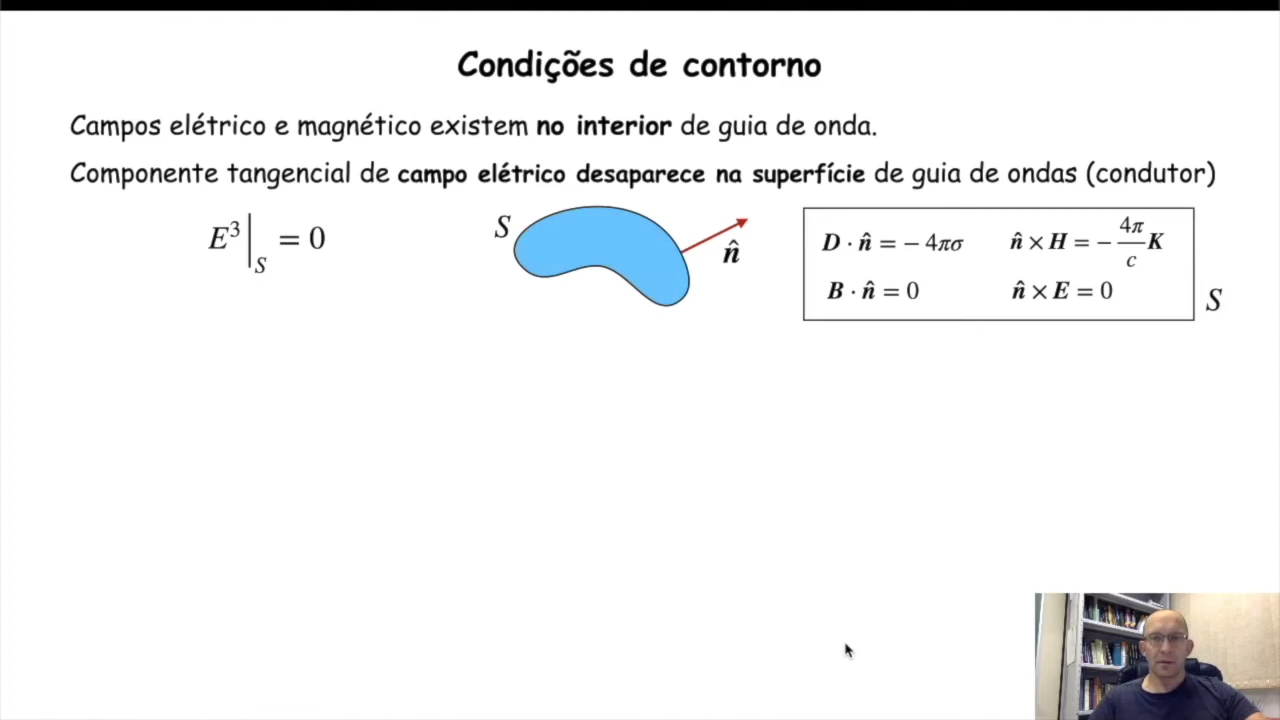 Condições de contorno
Campos elétrico e magnético existem no interior de guia de onda.
Componente tangencial de campo elétrico desaparece na superfície de guia de ondas (condutor)
E³|_S = 0
S
n̂
D · n̂ = − 4πσ
n̂ × H = − 4π/c K
B · n̂ = 0
n̂ × E = 0
S